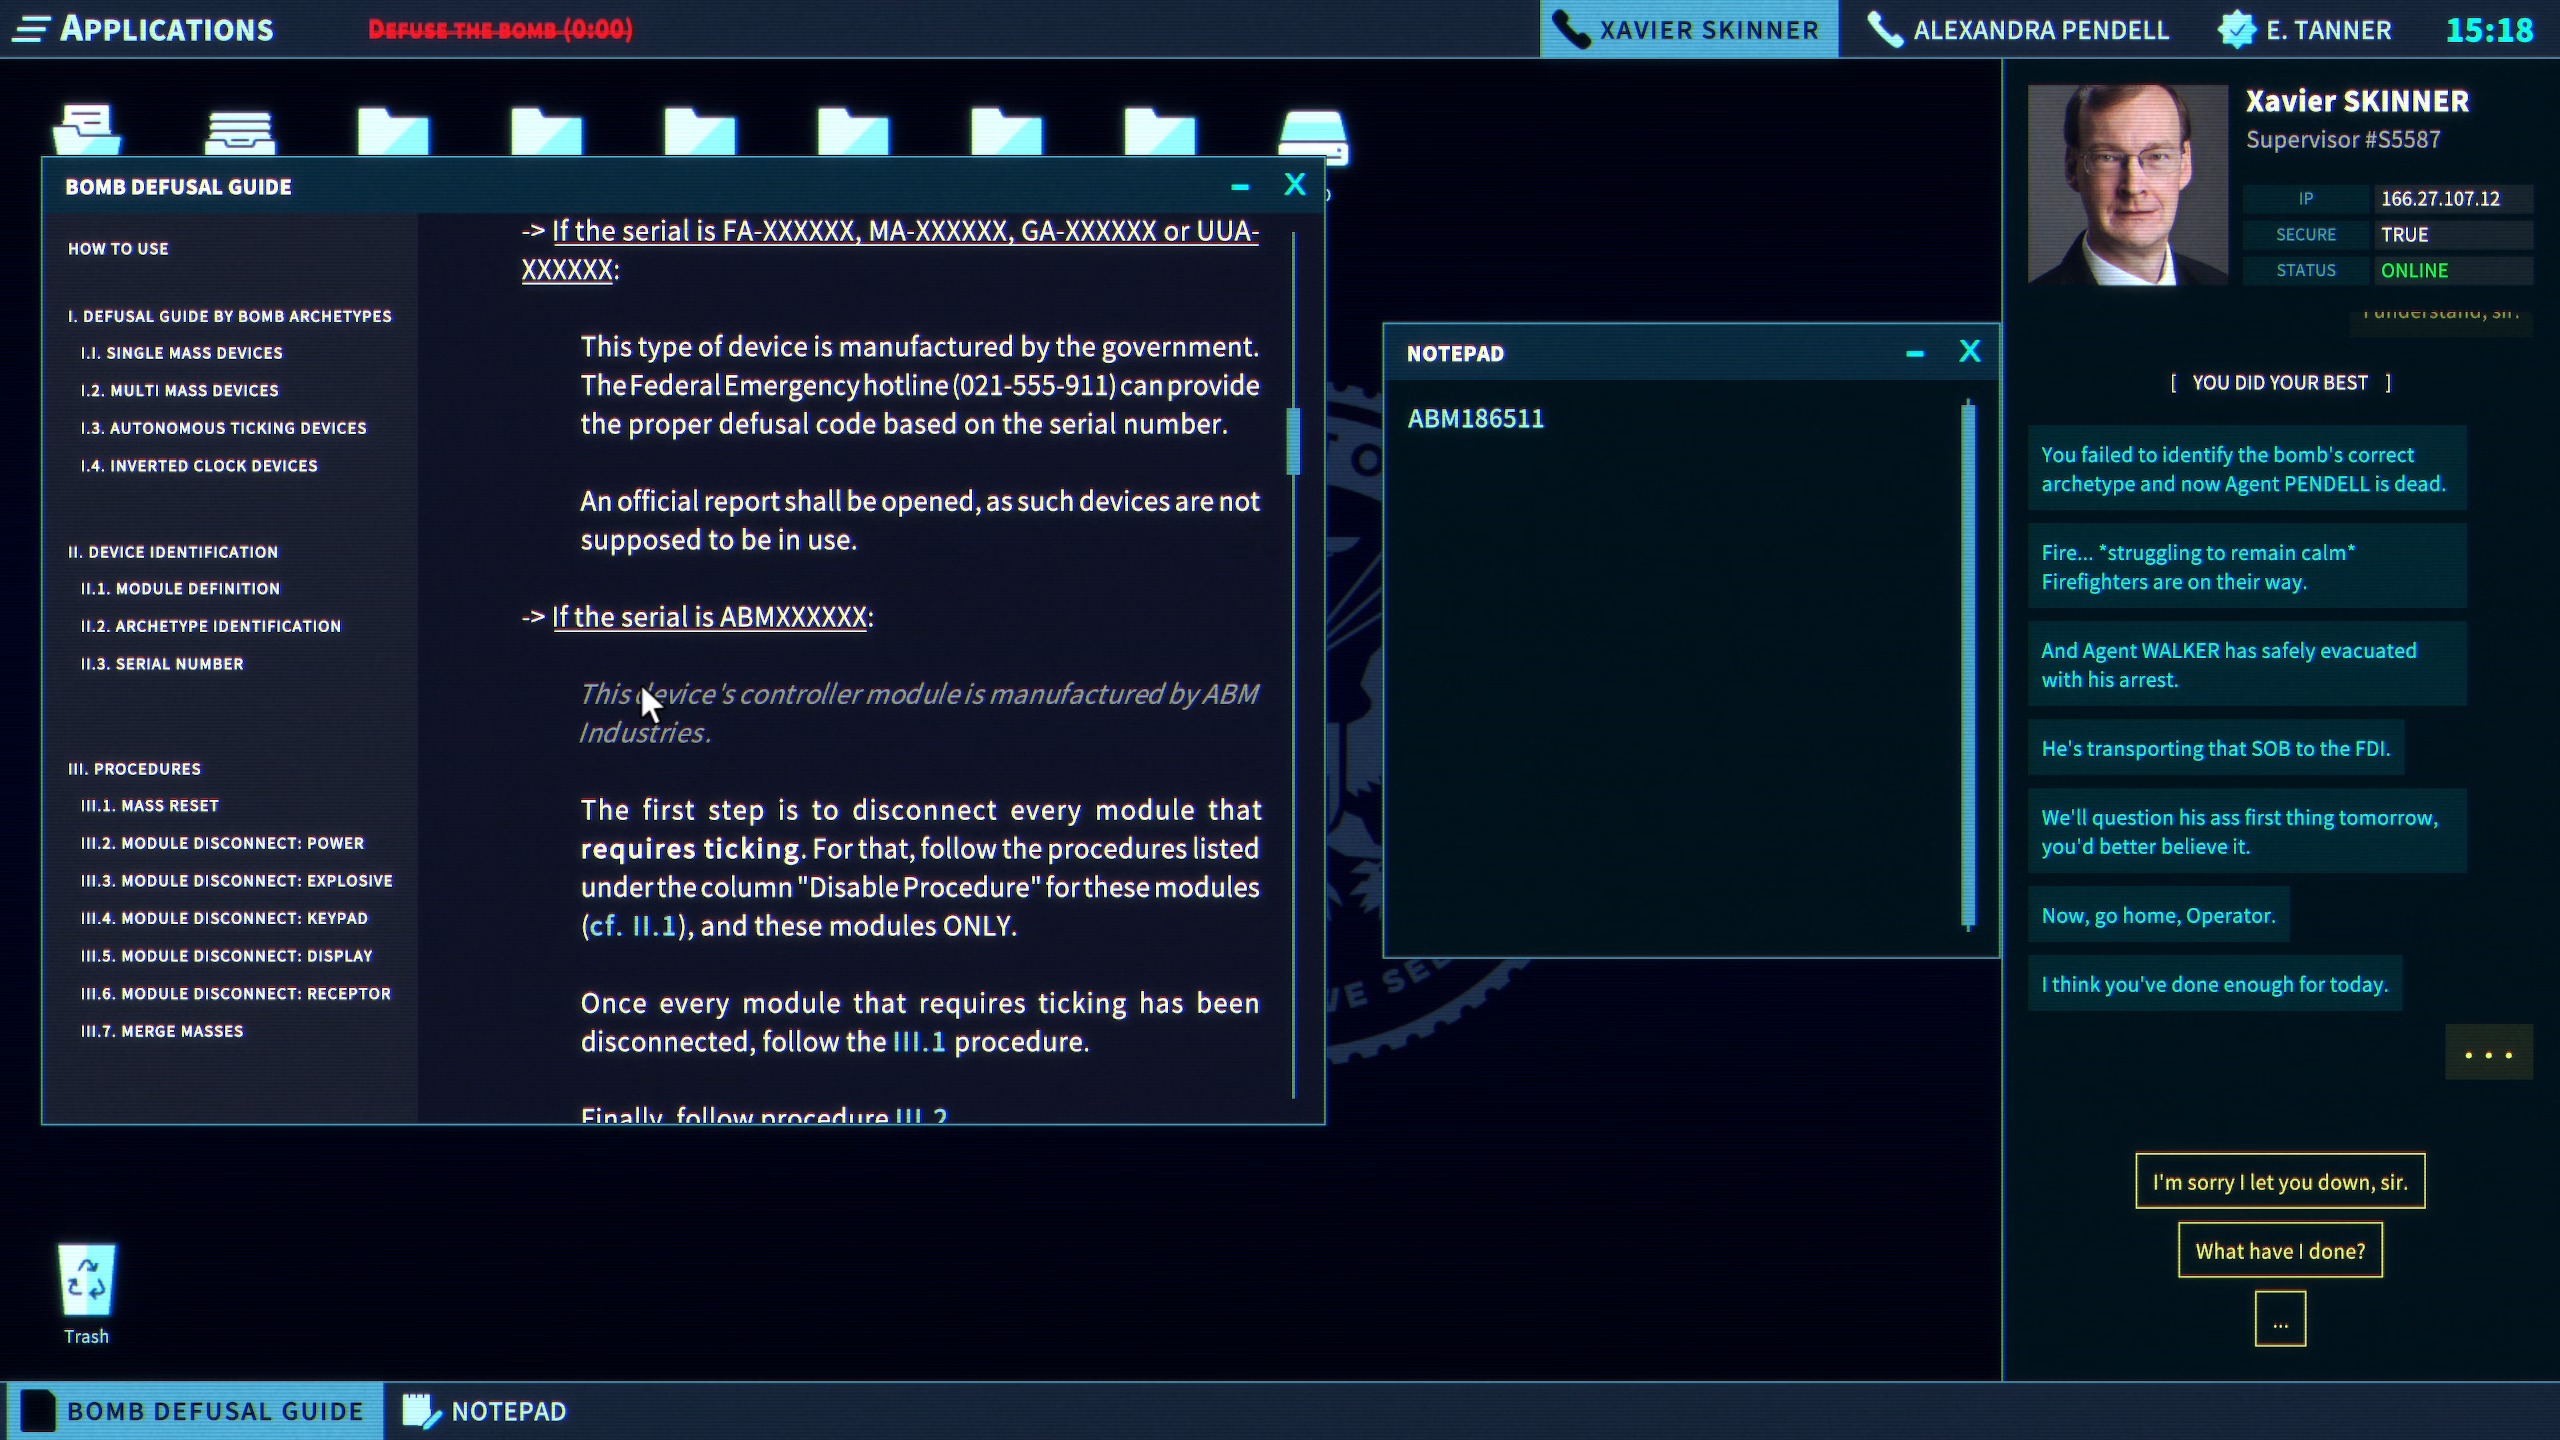 APPLICATIONS
DEFUSE THE BOMB (0:00)
XAVIER SKINNER
ALEXANDRA PENDELL
E. TANNER
15:18
BOMB DEFUSAL GUIDE
HOW TO USE
I. DEFUSAL GUIDE BY BOMB ARCHETYPES
I.I. SINGLE MASS DEVICES
I.2. MULTI MASS DEVICES
I.3. AUTONOMOUS TICKING DEVICES
I.4. INVERTED CLOCK DEVICES
II. DEVICE IDENTIFICATION
II.1. MODULE DEFINITION
II.2. ARCHETYPE IDENTIFICATION
II.3. SERIAL NUMBER
III. PROCEDURES
III.1. MASS RESET
III.2. MODULE DISCONNECT: POWER
III.3. MODULE DISCONNECT: EXPLOSIVE
III.4. MODULE DISCONNECT: KEYPAD
III.5. MODULE DISCONNECT: DISPLAY
III.6. MODULE DISCONNECT: RECEPTOR
III.7. MERGE MASSES
-> If the serial is FA-XXXXXX, MA-XXXXXX, GA-XXXXXX or UUA-
XXXXXX:
This type of device is manufactured by the government.
The Federal Emergency hotline (021-555-911) can provide
the proper defusal code based on the serial number.
An official report shall be opened, as such devices are not
supposed to be in use.
-> If the serial is ABMXXXXXX:
This device's controller module is manufactured by ABM
Industries.
The first step is to disconnect every module that
requires ticking. For that, follow the procedures listed
under the column "Disable Procedure" for these modules
(cf. II.1), and these modules ONLY.
Once every module that requires ticking has been
disconnected, follow the III.1 procedure.
Finally, follow procedure III.2
NOTEPAD
ABM186511
VE SE
Xavier SKINNER
Supervisor #S5587
IP 166.27.107.12
SECURE TRUE
STATUS ONLINE
I understand, sir.
[ YOU DID YOUR BEST ]
You failed to identify the bomb's correct
archetype and now Agent PENDELL is dead.
Fire... *struggling to remain calm*
Firefighters are on their way.
And Agent WALKER has safely evacuated
with his arrest.
He's transporting that SOB to the FDI.
We'll question his ass first thing tomorrow,
you'd better believe it.
Now, go home, Operator.
I think you've done enough for today.
...
I'm sorry I let you down, sir.
What have I done?
...
Trash
BOMB DEFUSAL GUIDE
NOTEPAD